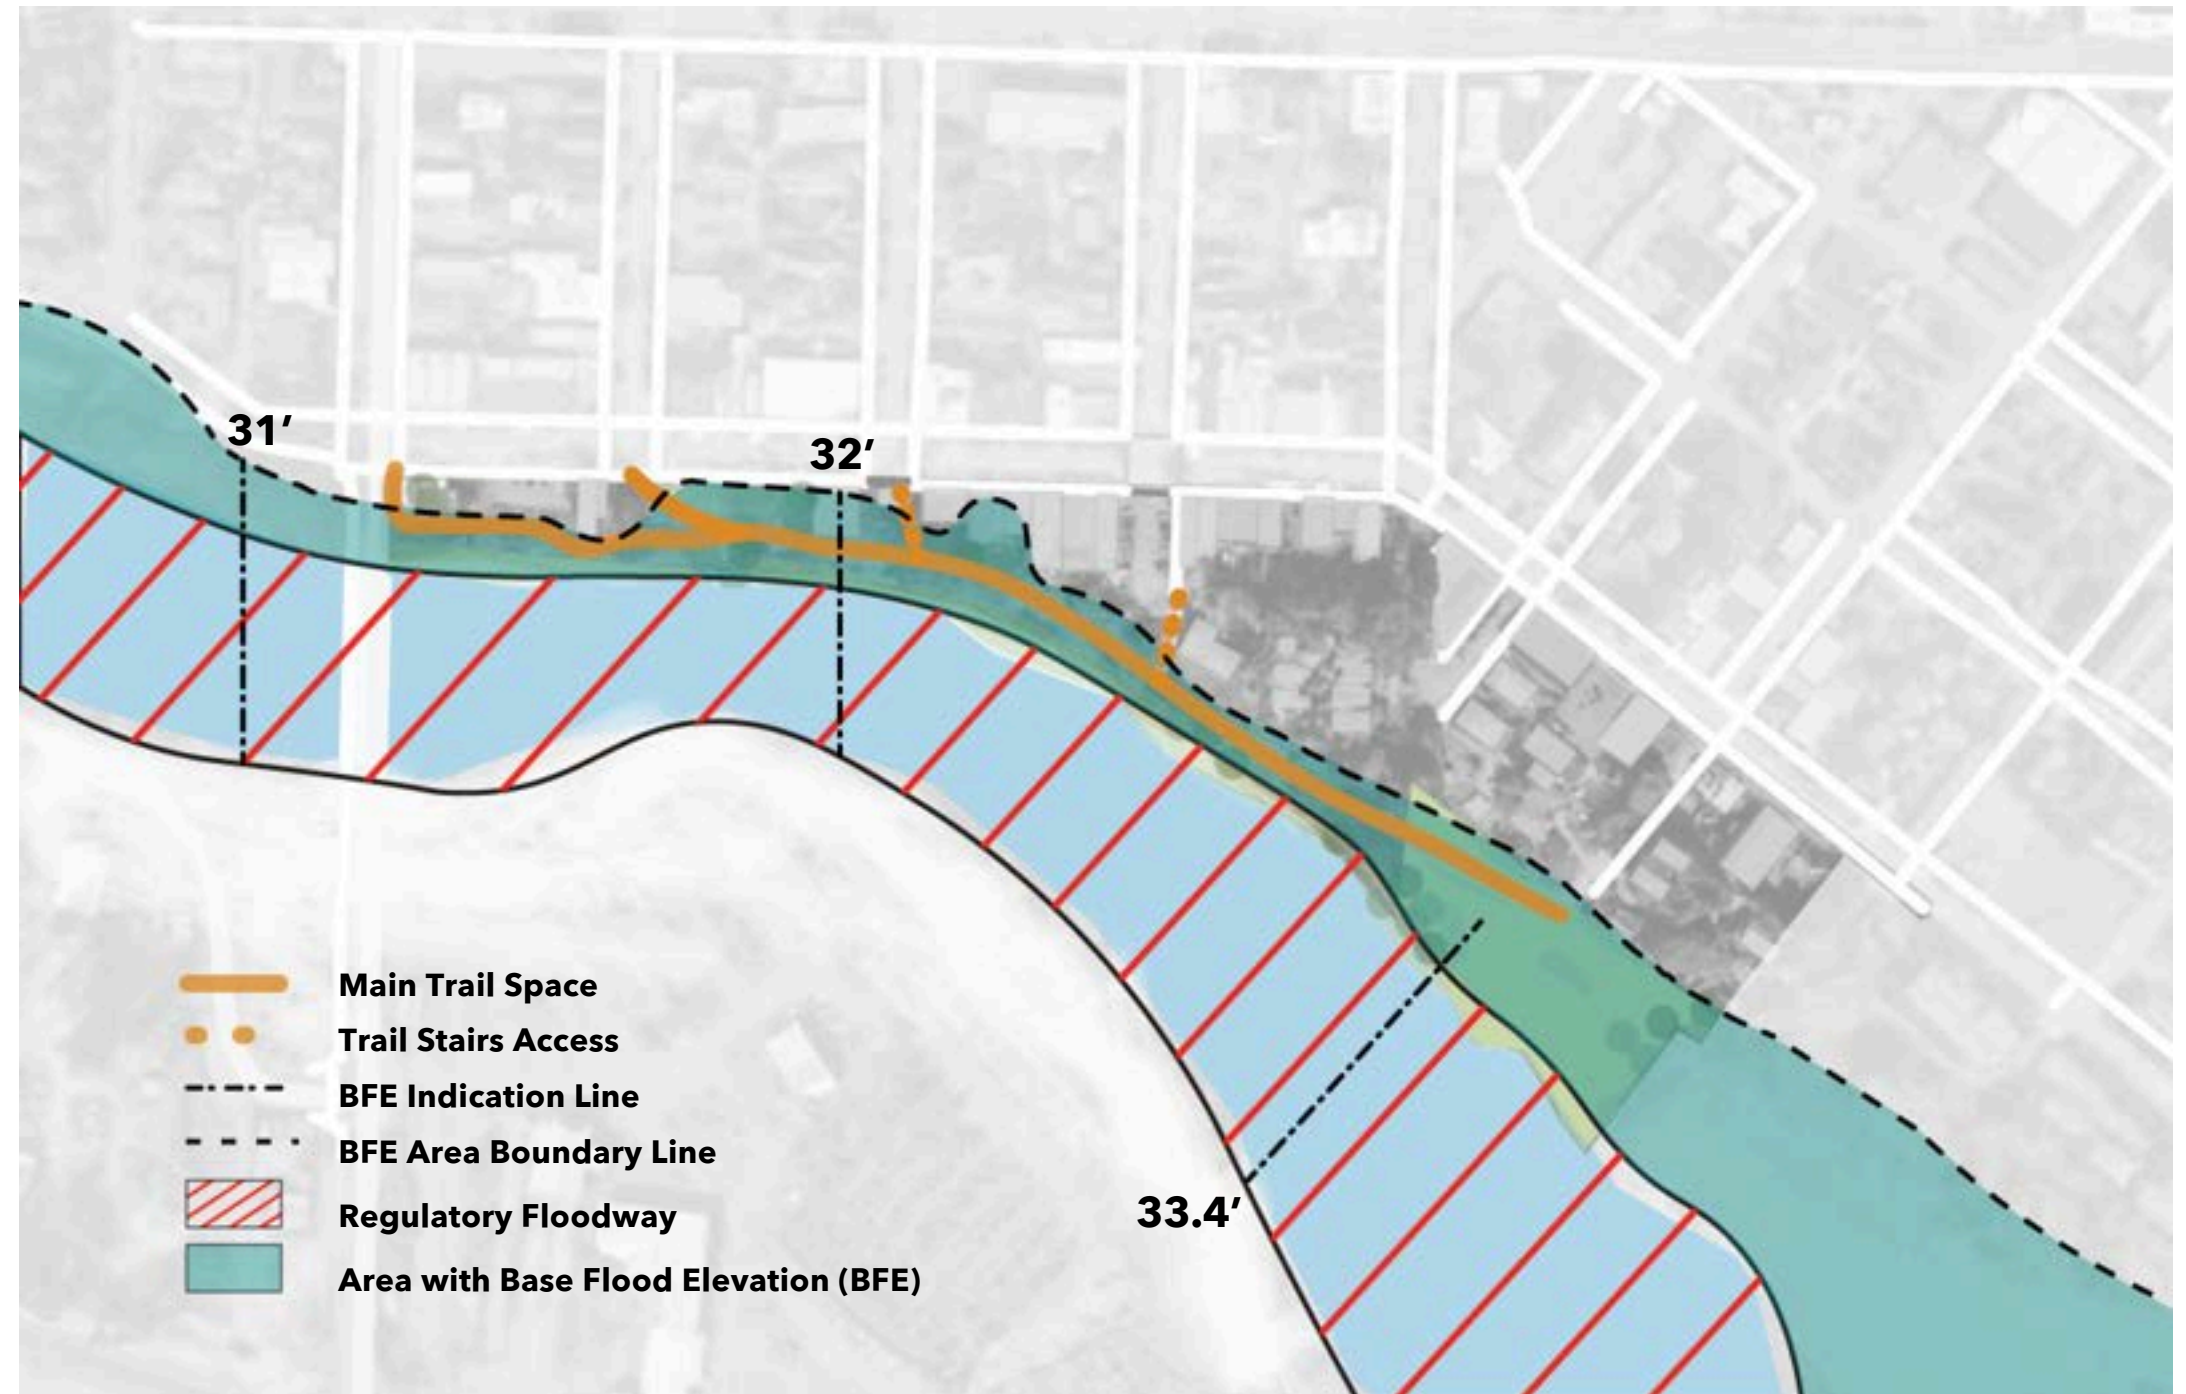 31’
32’
Main Trail Space
Trail Stairs Access
BFE Indication Line
BFE Area Boundary Line
33.4’
Regulatory Floodway
Area with Base Flood Elevation (BFE)